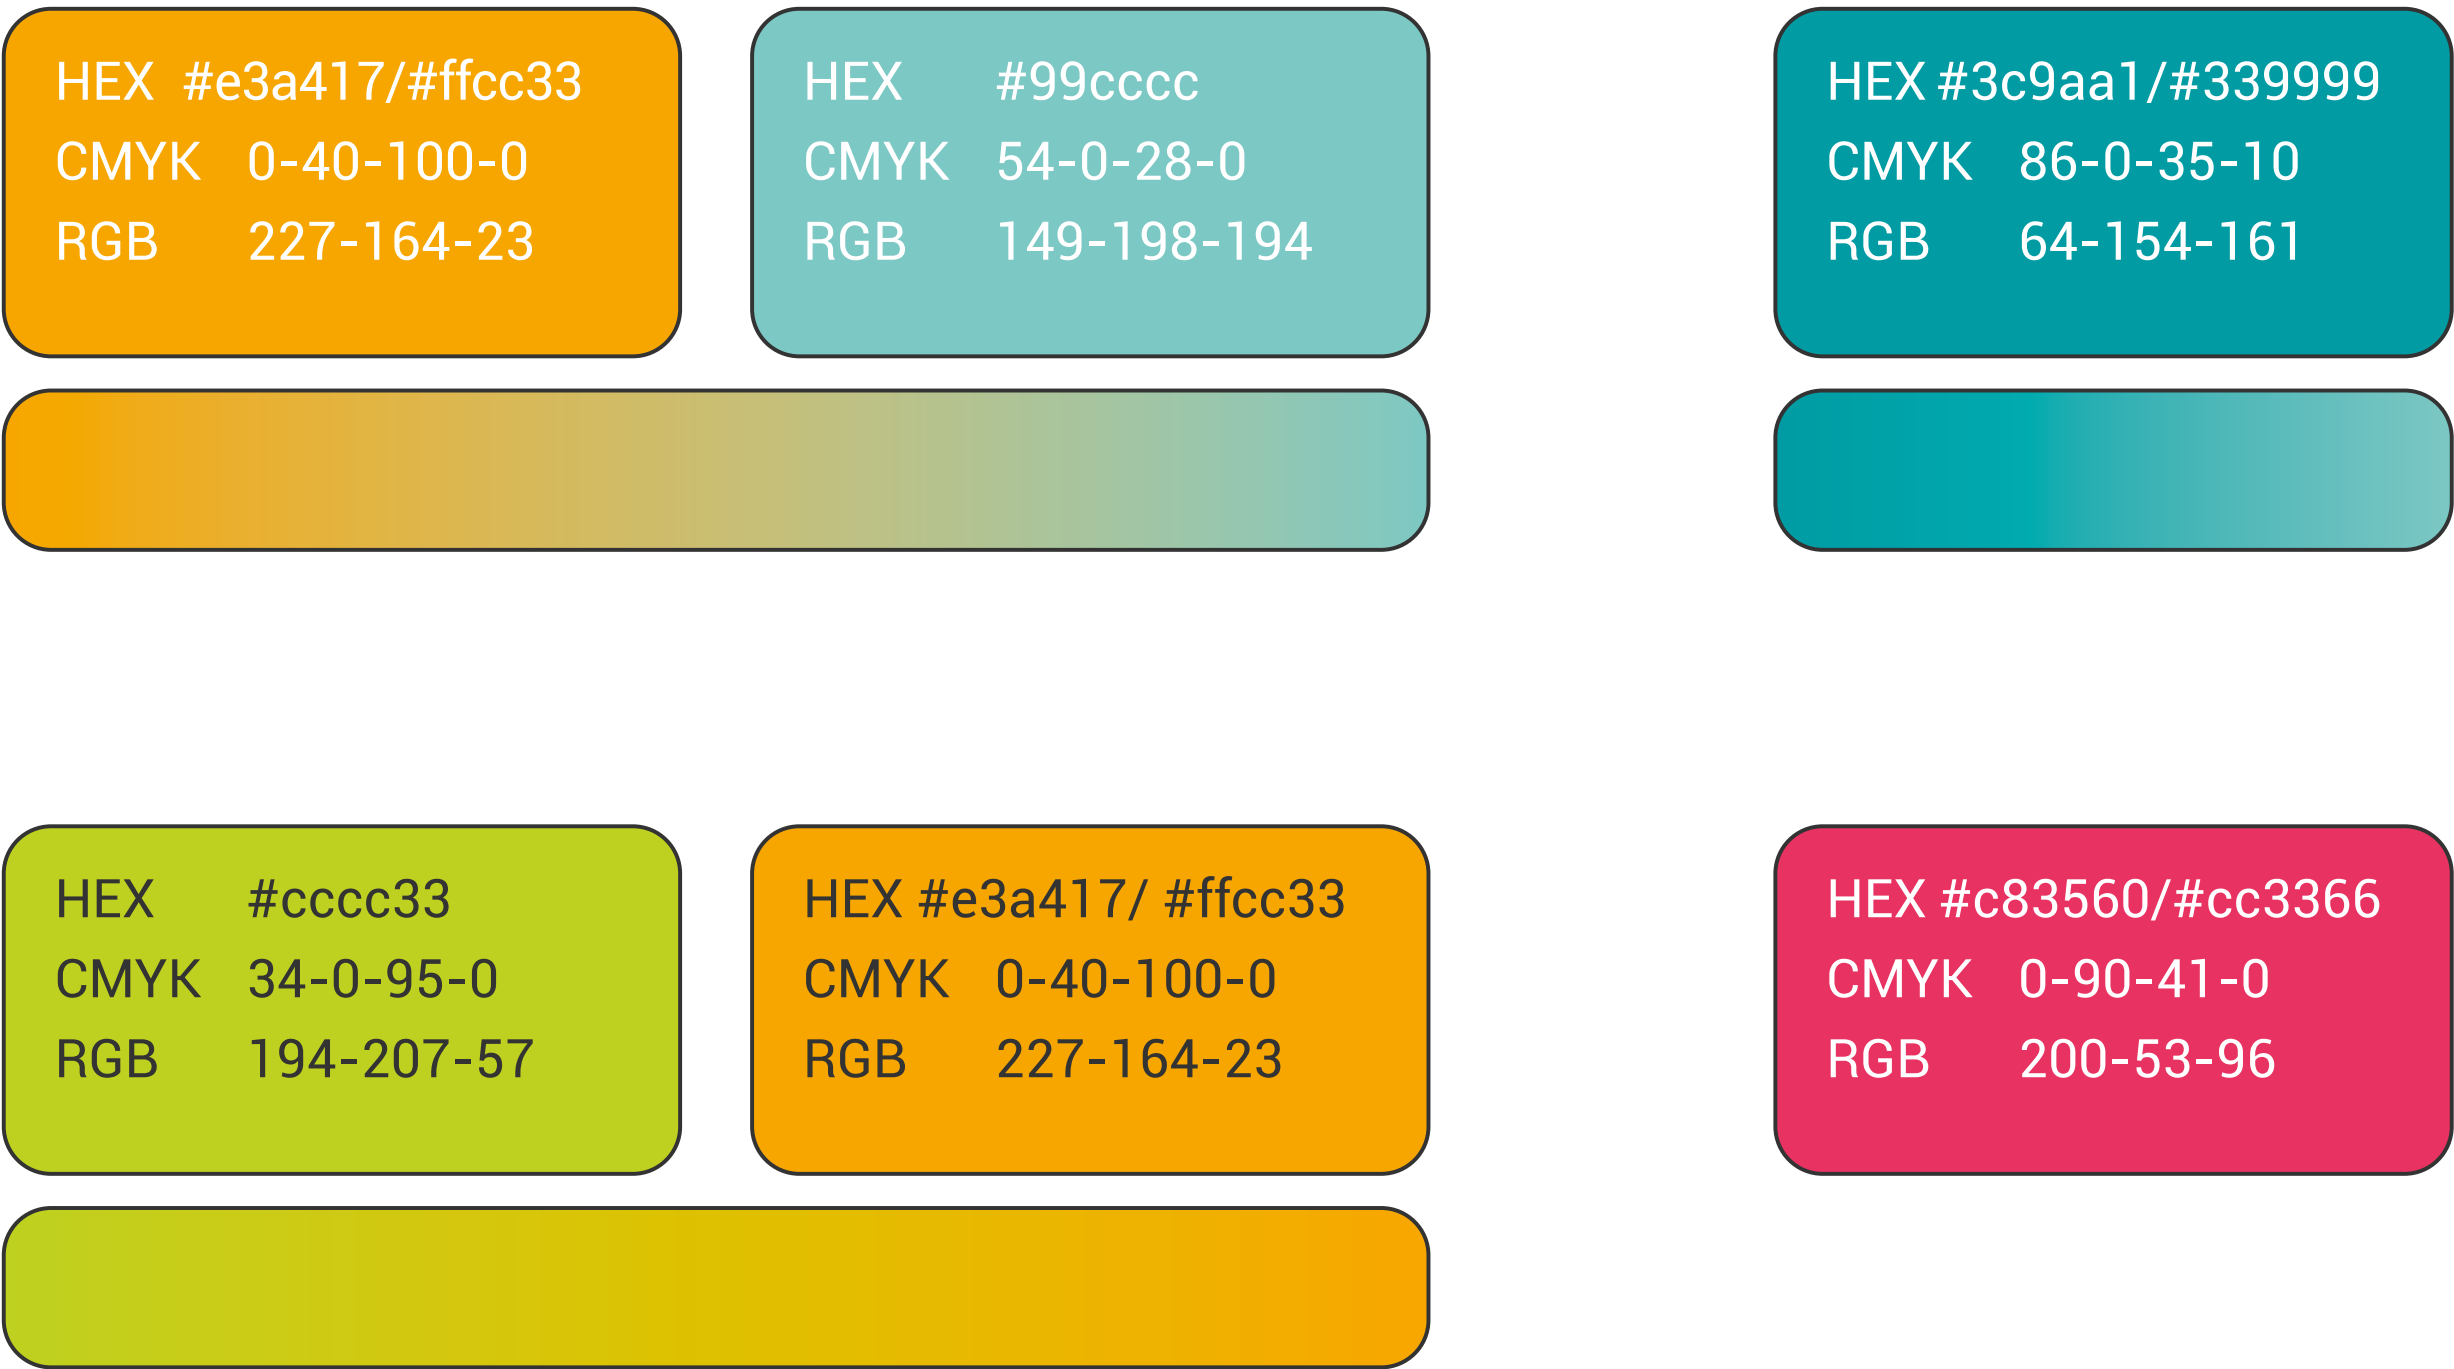 HEX #e3a417/#ffcc33
CMYK 0-40-100-0
RGB 227-164-23
HEX #99cccc
CMYK 54-0-28-0
RGB 149-198-194
HEX #3c9aa1/#339999
CMYK 86-0-35-10
RGB 64-154-161
HEX #cccc33
CMYK 34-0-95-0
RGB 194-207-57
HEX #e3a417/ #ffcc33
CMYK 0-40-100-0
RGB 227-164-23
HEX #c83560/#cc3366
CMYK 0-90-41-0
RGB 200-53-96